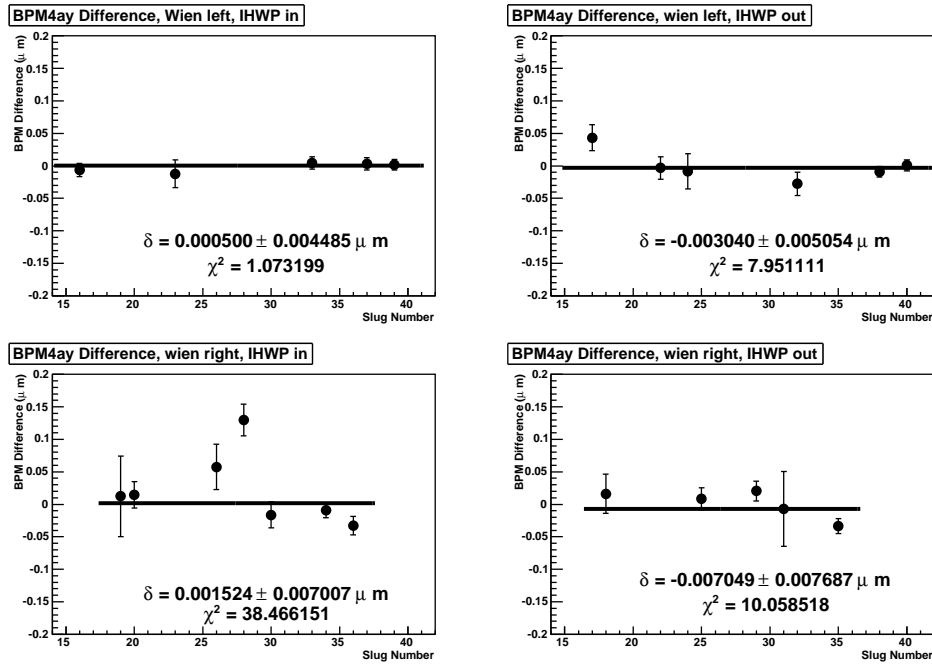 BPM4ay Difference, Wien left, IHWP in
BPM Difference (μ m)
0.2
0.15
0.1
0.05
0
-0.05
-0.1
-0.15
-0.2
δ = 0.000500 ± 0.004485 μ m
χ² = 1.073199
15 20 25 30 35 40
Slug Number
BPM4ay Difference, wien left, IHWP out
BPM Difference (μ m)
0.2
0.15
0.1
0.05
0
-0.05
-0.1
-0.15
-0.2
δ = -0.003040 ± 0.005054 μ m
χ² = 7.951111
15 20 25 30 35 40
Slug Number
BPM4ay Difference, wien right, IHWP in
BPM Difference (μ m)
0.2
0.15
0.1
0.05
0
-0.05
-0.1
-0.15
-0.2
δ = 0.001524 ± 0.007007 μ m
χ² = 38.466151
15 20 25 30 35 40
Slug Number
BPM4ay Difference, wien right, IHWP out
BPM Difference (μ m)
0.2
0.15
0.1
0.05
0
-0.05
-0.1
-0.15
-0.2
δ = -0.007049 ± 0.007687 μ m
χ² = 10.058518
15 20 25 30 35 40
Slug Number